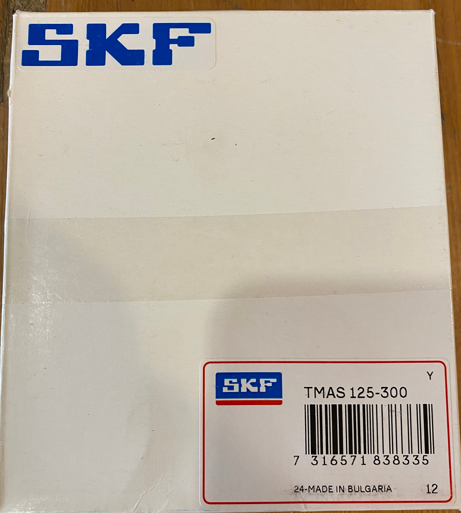 SKF
Y
SKF TMAS 125-300
7 316571 838335
24-MADE IN BULGARIA 12